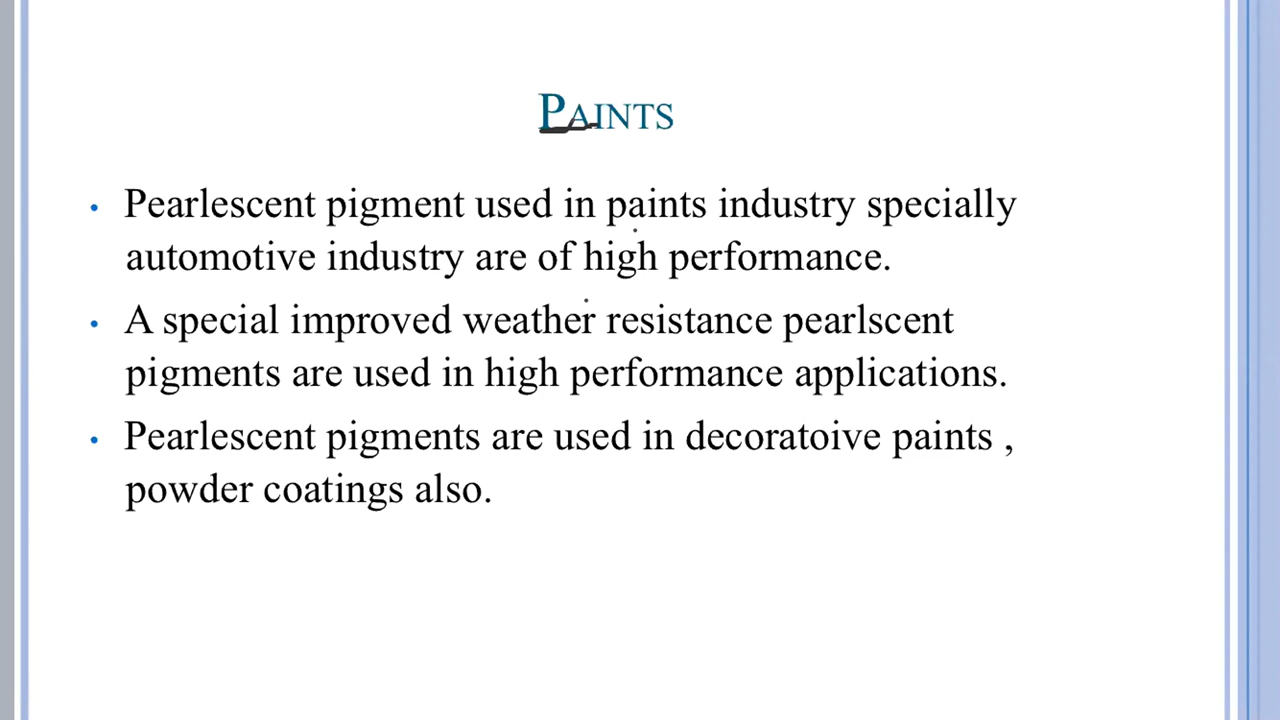 PAINTS
• Pearlescent pigment used in paints industry specially
automotive industry are of high performance.
• A special improved weather resistance pearlscent
pigments are used in high performance applications.
• Pearlescent pigments are used in decoratoive paints ,
powder coatings also.